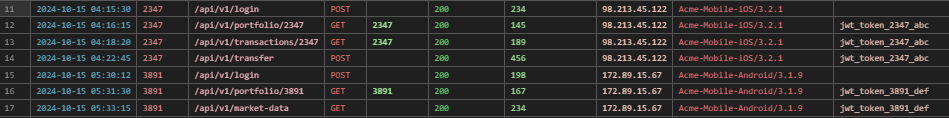 11 2024-10-15 04:15:30 2347 /api/v1/login POST 200 234 98.213.45.122 Acme-Mobile-iOS/3.2.1
12 2024-10-15 04:16:15 2347 /api/v1/portfolio/2347 GET 2347 200 145 98.213.45.122 Acme-Mobile-iOS/3.2.1 jwt_token_2347_abc
13 2024-10-15 04:18:20 2347 /api/v1/transactions/2347 GET 2347 200 189 98.213.45.122 Acme-Mobile-iOS/3.2.1 jwt_token_2347_abc
14 2024-10-15 04:22:45 2347 /api/v1/transfer POST 200 456 98.213.45.122 Acme-Mobile-iOS/3.2.1 jwt_token_2347_abc
15 2024-10-15 05:30:12 3891 /api/v1/login POST 200 198 172.89.15.67 Acme-Mobile-Android/3.1.9
16 2024-10-15 05:31:30 3891 /api/v1/portfolio/3891 GET 3891 200 167 172.89.15.67 Acme-Mobile-Android/3.1.9 jwt_token_3891_def
17 2024-10-15 05:33:15 3891 /api/v1/market-data GET 200 234 172.89.15.67 Acme-Mobile-Android/3.1.9 jwt_token_3891_def